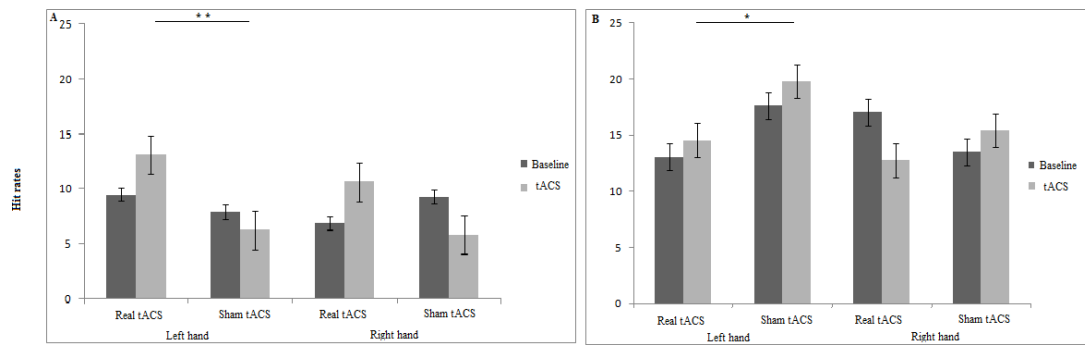 A
* *
25
20
15
10
5
0
Hit rates
Real tACS Sham tACS Real tACS Sham tACS
Left hand Right hand
Baseline
tACS
B
*
25
20
15
10
5
0
Real tACS Sham tACS Real tACS Sham tACS
Left hand Right hand
Baseline
tACS